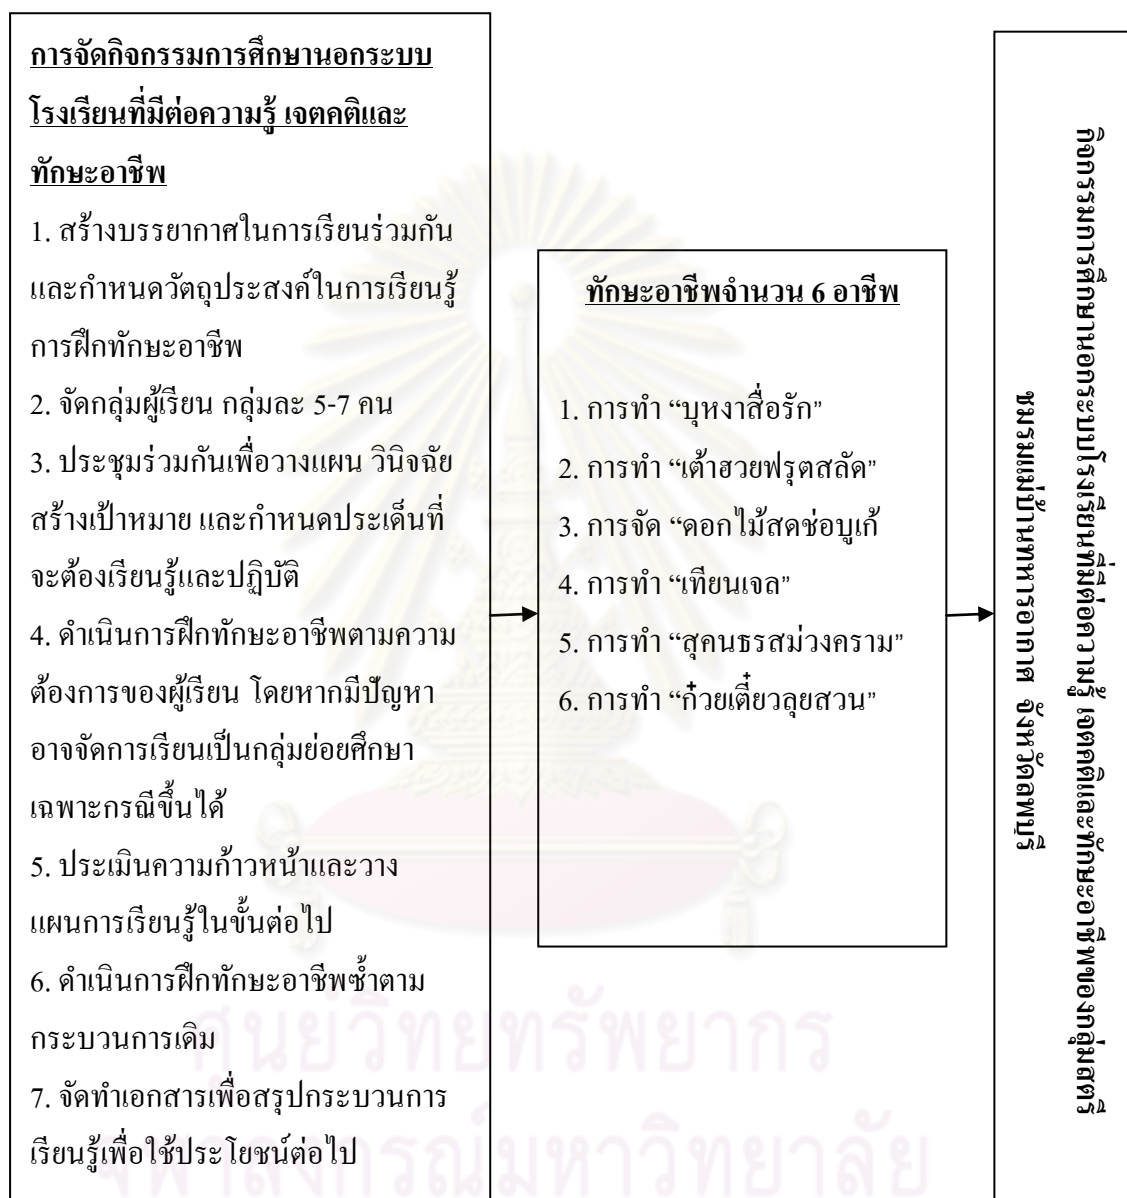 การจัดกิจกรรมการศึกษานอกระบบ
โรงเรียนที่มีต่อความรู้ เจตคติและ
ทักษะอาชีพ
1. สร้างบรรยากาศในการเรียนร่วมกัน
และกำหนดวัตถุประสงค์ในการเรียนรู้
การฝึกทักษะอาชีพ
2. จัดกลุ่มผู้เรียน กลุ่มละ 5-7 คน
3. ประชุมร่วมกันเพื่อวางแผน วินิจฉัย
สร้างเป้าหมาย และกำหนดประเด็นที่
จะต้องเรียนรู้และปฏิบัติ
4. ดำเนินการฝึกทักษะอาชีพตามความ
ต้องการของผู้เรียน โดยหากมีปัญหา
อาจจัดการเรียนเป็นกลุ่มย่อยศึกษา
เฉพาะกรณีขึ้นได้
5. ประเมินความก้าวหน้าและวาง
แผนการเรียนรู้ในขั้นต่อไป
6. ดำเนินการฝึกทักษะอาชีพซ้ำตาม
กระบวนการเดิม
7. จัดทำเอกสารเพื่อสรุปกระบวนการ
เรียนรู้เพื่อใช้ประโยชน์ต่อไป
ทักษะอาชีพจำนวน 6 อาชีพ
1. การทำ “บุหงาสื่อรัก”
2. การทำ “เต้าฮวยฟรุตสลัด”
3. การจัด “ดอกไม้สดช่อบูเก้
4. การทำ “เทียนเจล”
5. การทำ “สุคนธรสม่วงคราม”
6. การทำ “ก๋วยเตี๋ยวลุยสวน”
กิจกรรมการศึกษานอกระบบโรงเรียนที่มีต่อความรู้ เจตคติและทักษะอาชีพของกลุ่มสตรี
ชมรมแม่บ้านทหารอากาศ จังหวัดลพบุรี
ศูนย์วิทยทรัพยากร
จุฬาลงกรณ์มหาวิทยาลัย